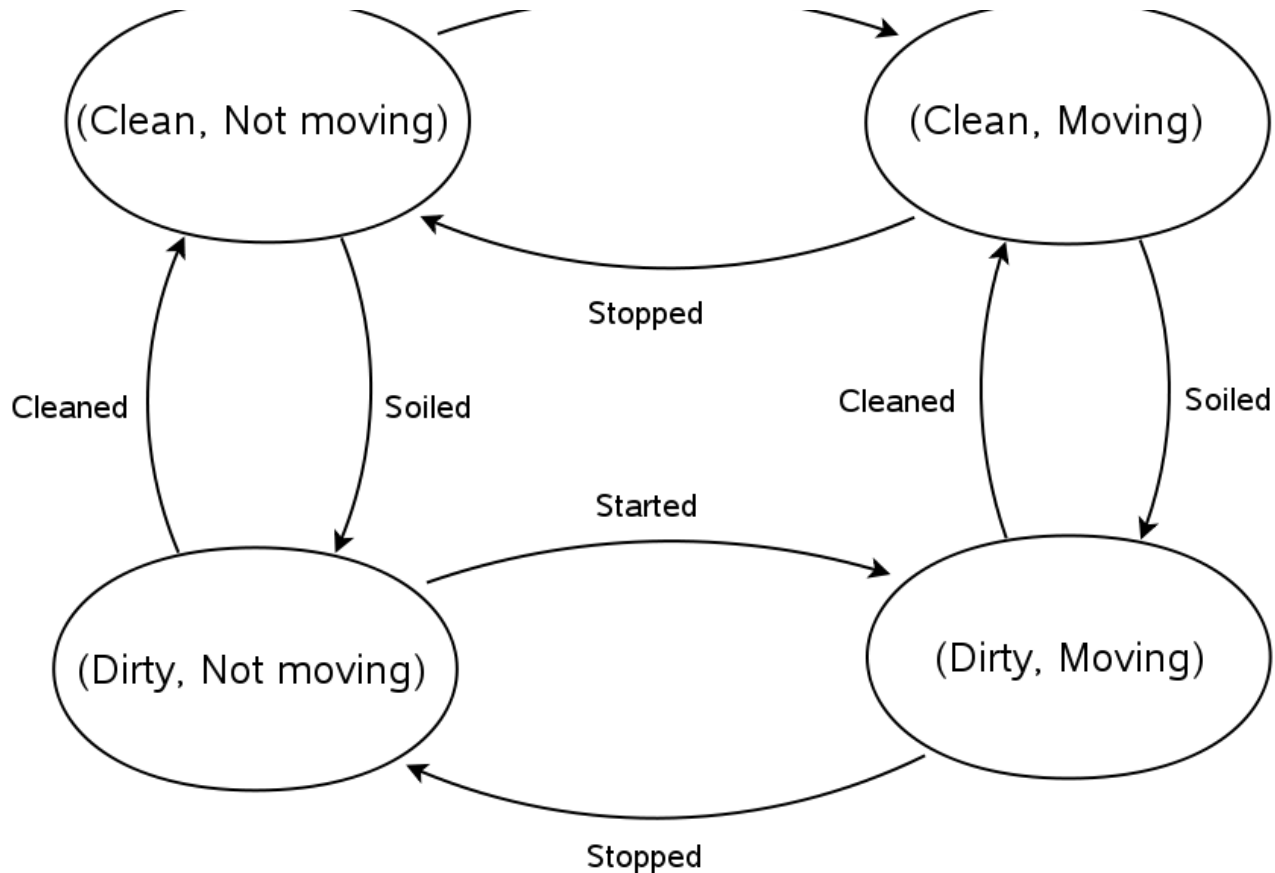 (Clean, Not moving)
(Clean, Moving)
Stopped
Cleaned
Soiled
Cleaned
Soiled
Started
(Dirty, Not moving)
(Dirty, Moving)
Stopped